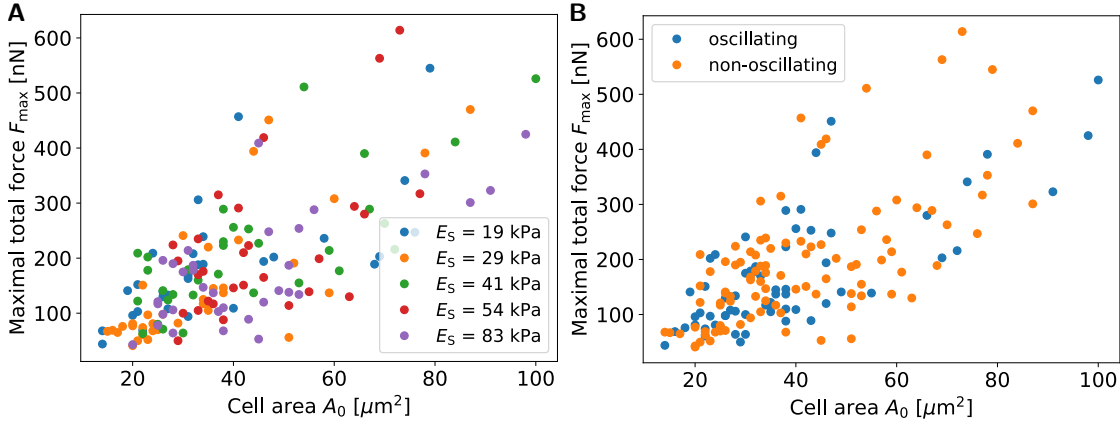 A
Maximal total force F_max [nN]
600
500
400
300
200
100
20 40 60 80 100
Cell area A_0 [μm²]
E_S = 19 kPa
E_S = 29 kPa
E_S = 41 kPa
E_S = 54 kPa
E_S = 83 kPa
B
Maximal total force F_max [nN]
600
500
400
300
200
100
20 40 60 80 100
Cell area A_0 [μm²]
oscillating
non-oscillating